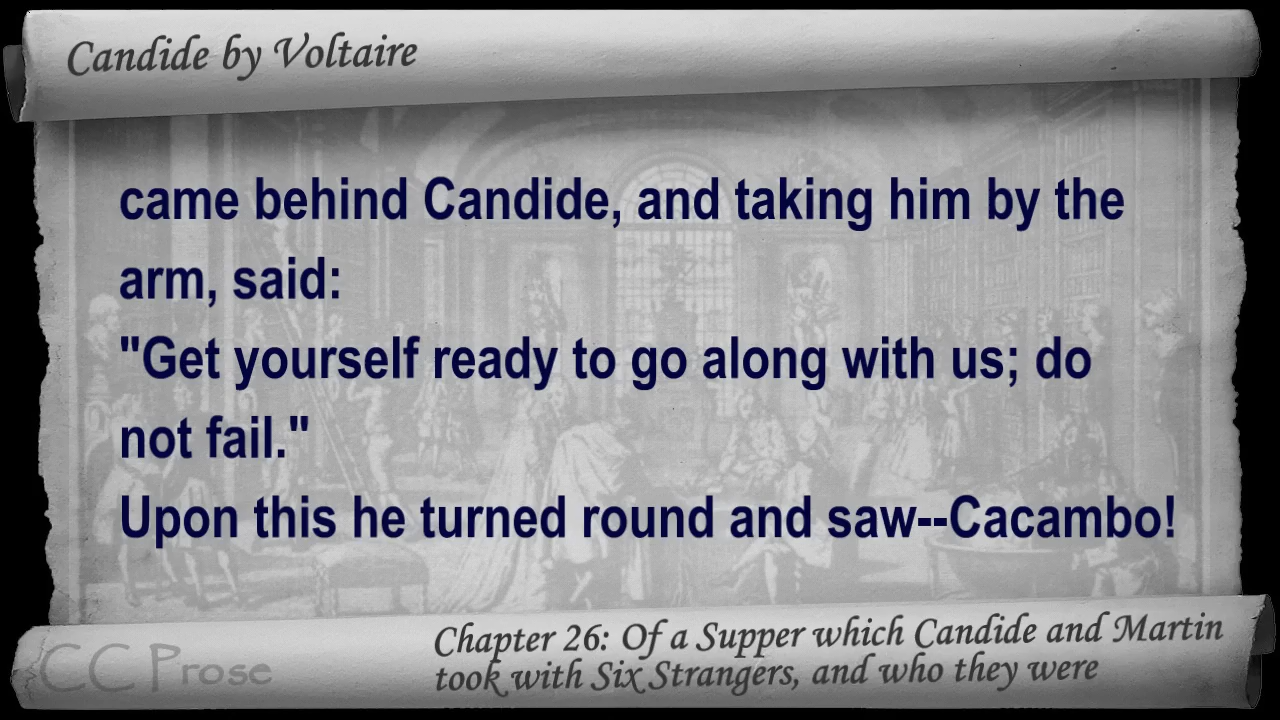 Candide by Voltaire
came behind Candide, and taking him by the
arm, said:
"Get yourself ready to go along with us; do
not fail."
Upon this he turned round and saw--Cacambo!
CC Prose
Chapter 26: Of a Supper which Candide and Martin
took with Six Strangers, and who they were